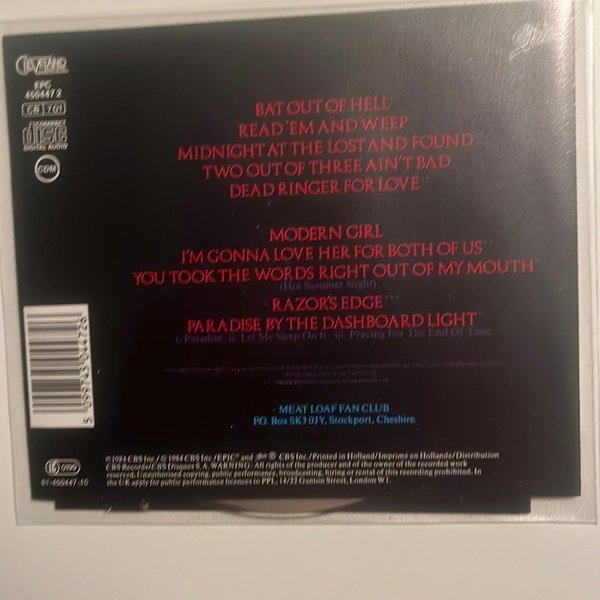 CLEVELAND
EPC
450447 2
CB 701
COMPACT
disc
DIGITAL AUDIO
CDM
BAT OUT OF HELL
READ 'EM AND WEEP
MIDNIGHT AT THE LOST AND FOUND
TWO OUT OF THREE AIN'T BAD
DEAD RINGER FOR LOVE
MODERN GIRL
I'M GONNA LOVE HER FOR BOTH OF US
YOU TOOK THE WORDS RIGHT OUT OF MY MOUTH
(Hot Summer Night)
RAZOR'S EDGE
PARADISE BY THE DASHBOARD LIGHT
i. Paradise ii. Let Me Sleep On It iii. Praying For The End Of Time
MEAT LOAF FAN CLUB
P.O. Box SK3 0JY, Stockport, Cheshire.
5 099745 044726
℗ 1984 CBS Inc./© 1984 CBS Inc./EPIC® and ® CBS Inc./Printed in Holland/Imprimé en Hollande/Distribution
CBS Records/CBS Disques S.A. WARNING: All rights of the producer and of the owner of the recorded work
reserved. Unauthorised copying, public performance, broadcasting, hiring or rental of this recording prohibited. In
the UK apply for public performance licences to PPL, 14/22 Ganton Street, London W1.
01-450447-10